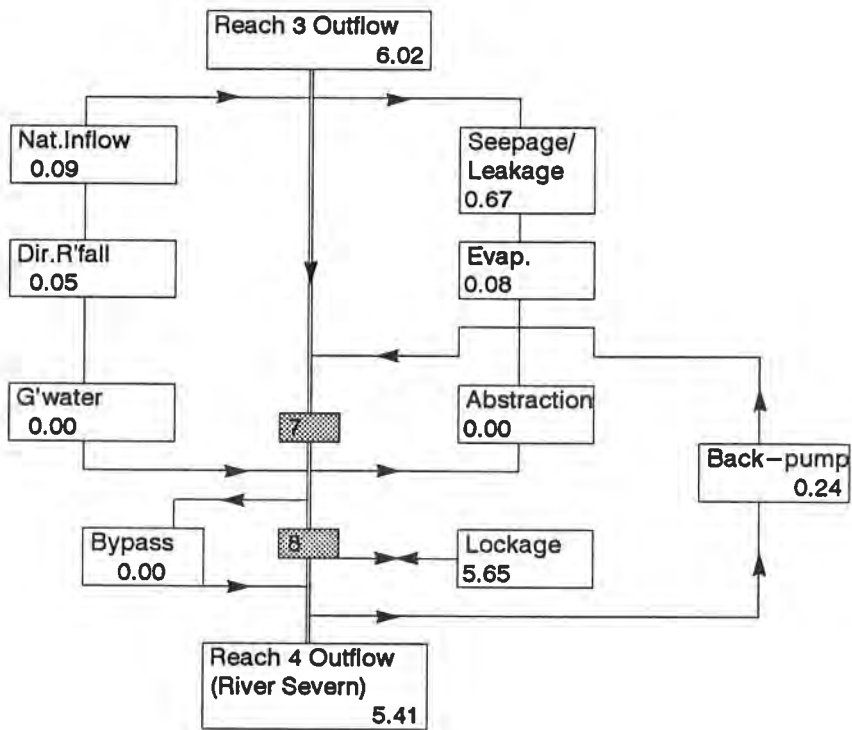 Reach 3 Outflow
6.02
Nat.Inflow
0.09
Seepage/
Leakage
0.67
Dir.R'fall
0.05
Evap.
0.08
G'water
0.00
Abstraction
0.00
7
Back-pump
0.24
Bypass
0.00
8
Lockage
5.65
Reach 4 Outflow
(River Severn)
5.41